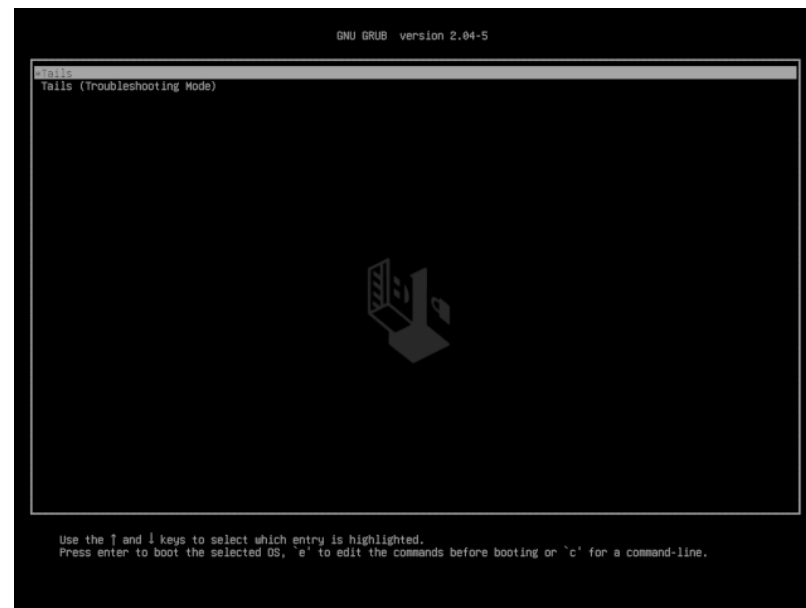 GNU GRUB version 2.04-5
*Tails
Tails (Troubleshooting Mode)
Use the ↑ and ↓ keys to select which entry is highlighted.
Press enter to boot the selected OS, `e' to edit the commands before booting or `c' for a command-line.